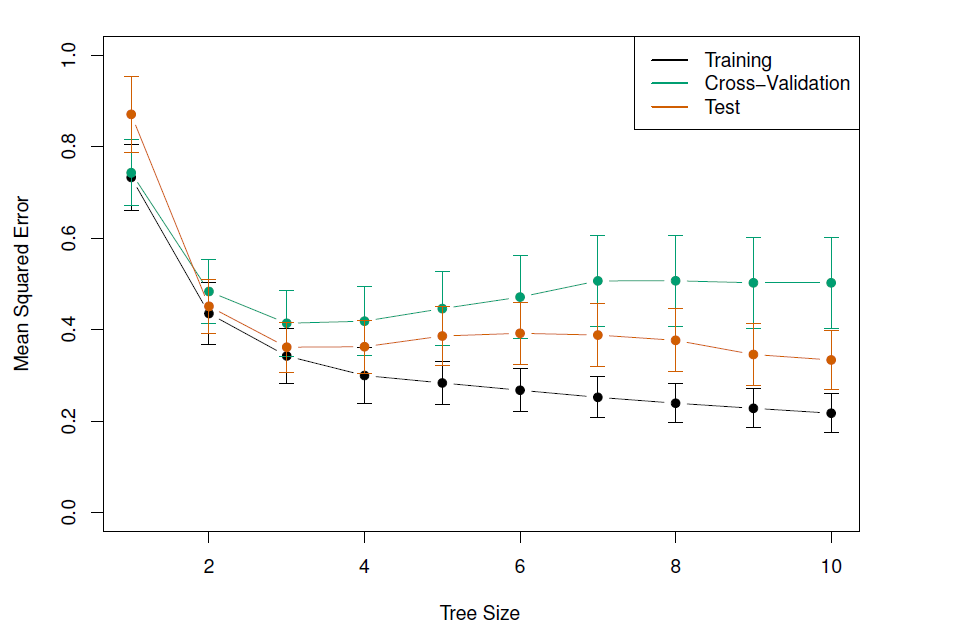 Training
Cross−Validation
Test
1.0
0.8
0.6
0.4
0.2
0.0
Mean Squared Error
2 4 6 8 10
Tree Size